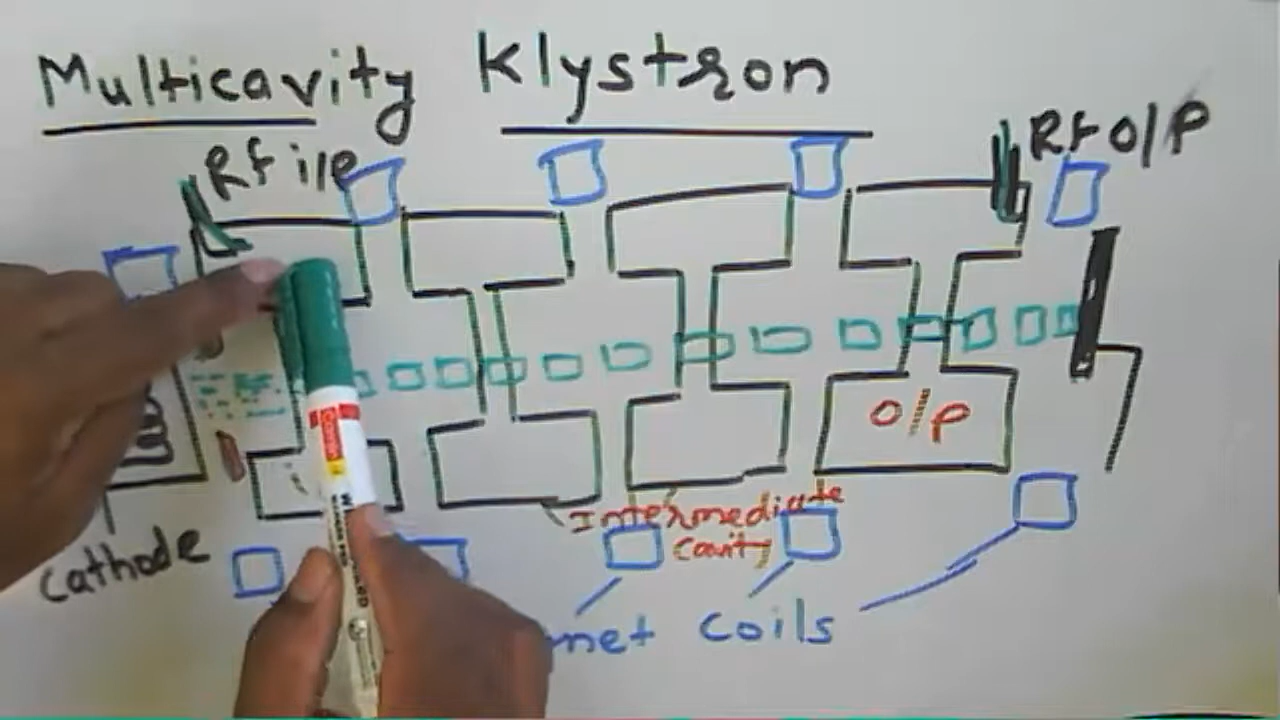 Multicavity Klystron
RF i/p
RF O/P
O/P
Intermediate
Cavity
Cathode
net Coils